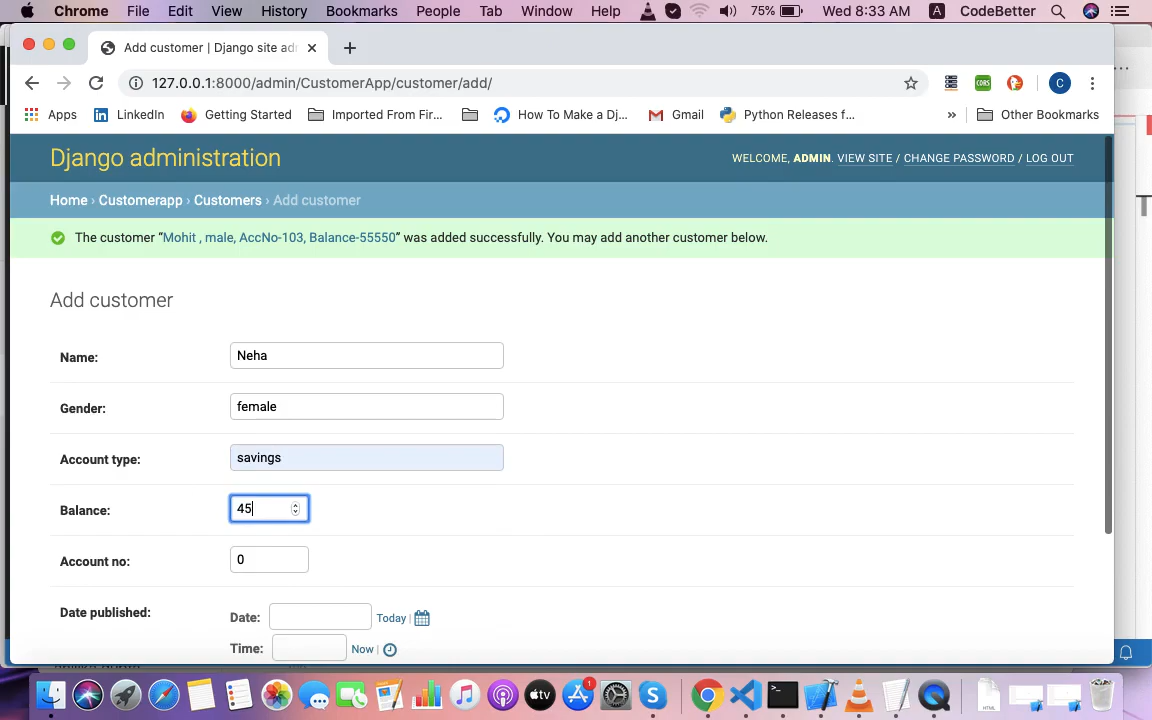 Chrome File Edit View History Bookmarks People Tab Window Help 75% Wed 8:33 AM A CodeBetter
Add customer | Django site adr
127.0.0.1:8000/admin/CustomerApp/customer/add/ CORS C
Apps LinkedIn Getting Started Imported From Fir... How To Make a Dj... Gmail Python Releases f... » Other Bookmarks
Django administration WELCOME, ADMIN. VIEW SITE / CHANGE PASSWORD / LOG OUT
Home › Customerapp › Customers › Add customer
The customer “Mohit , male, AccNo-103, Balance-55550” was added successfully. You may add another customer below.
Add customer
Name: Neha
Gender: female
Account type: savings
Balance: 45
Account no: 0
Date published: Date: Today |
Time: Now |
tv 1
HTML